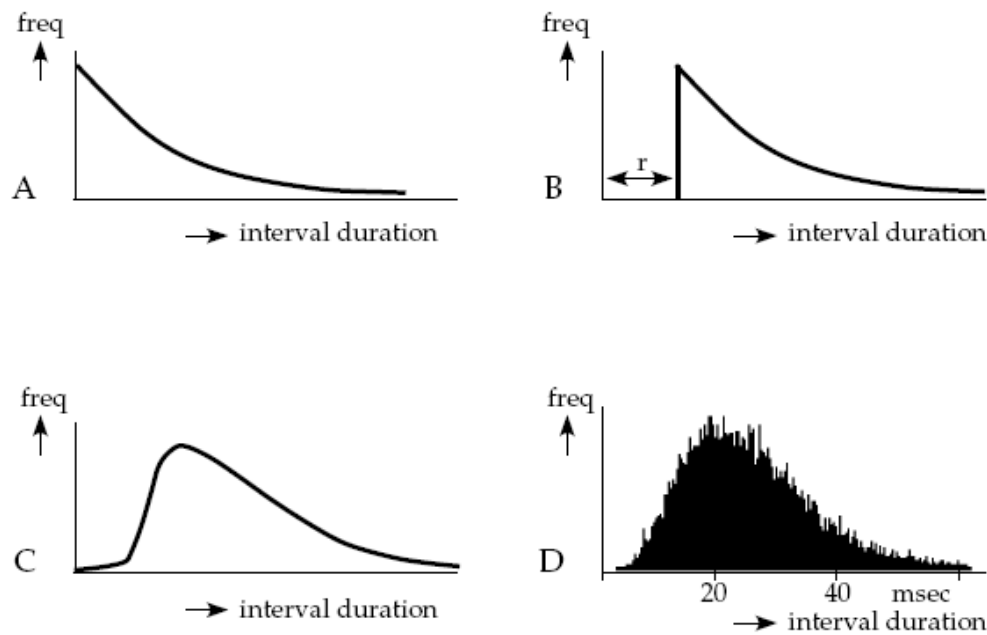 freq
A
interval duration
freq
r
B
interval duration
freq
C
interval duration
freq
D
20 40 msec
interval duration